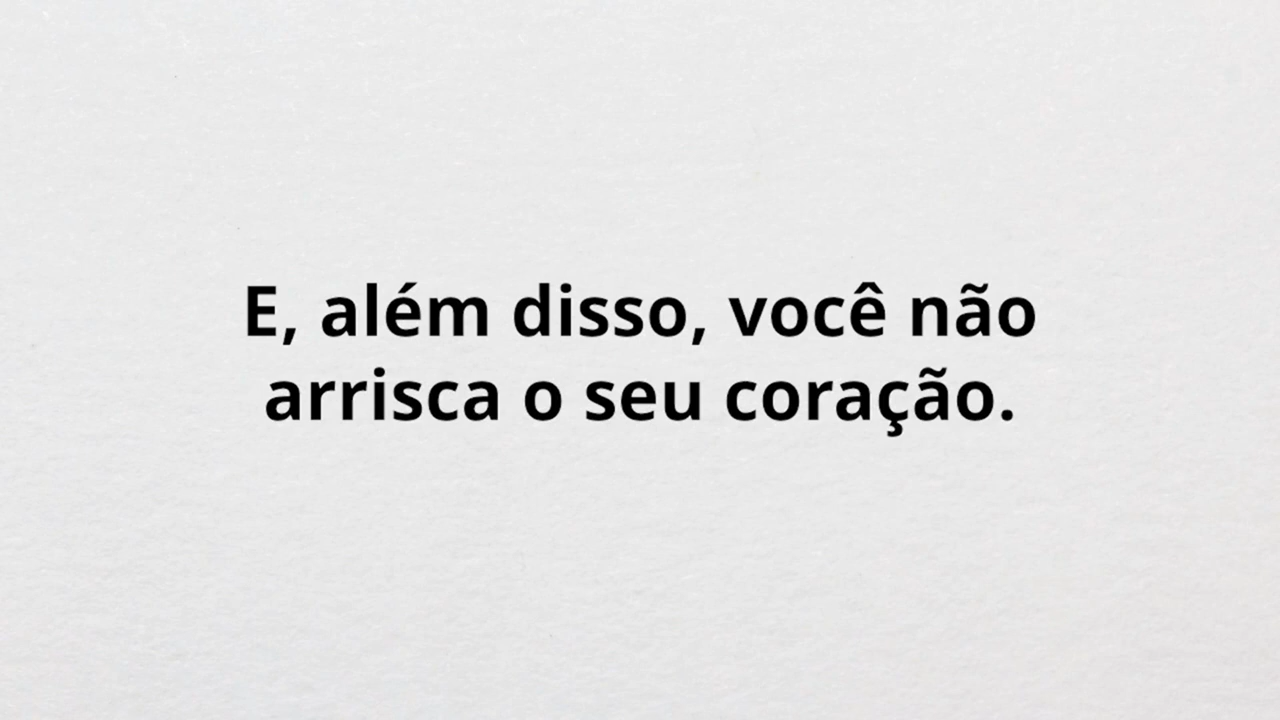 E, além disso, você não
arrisca o seu coração.